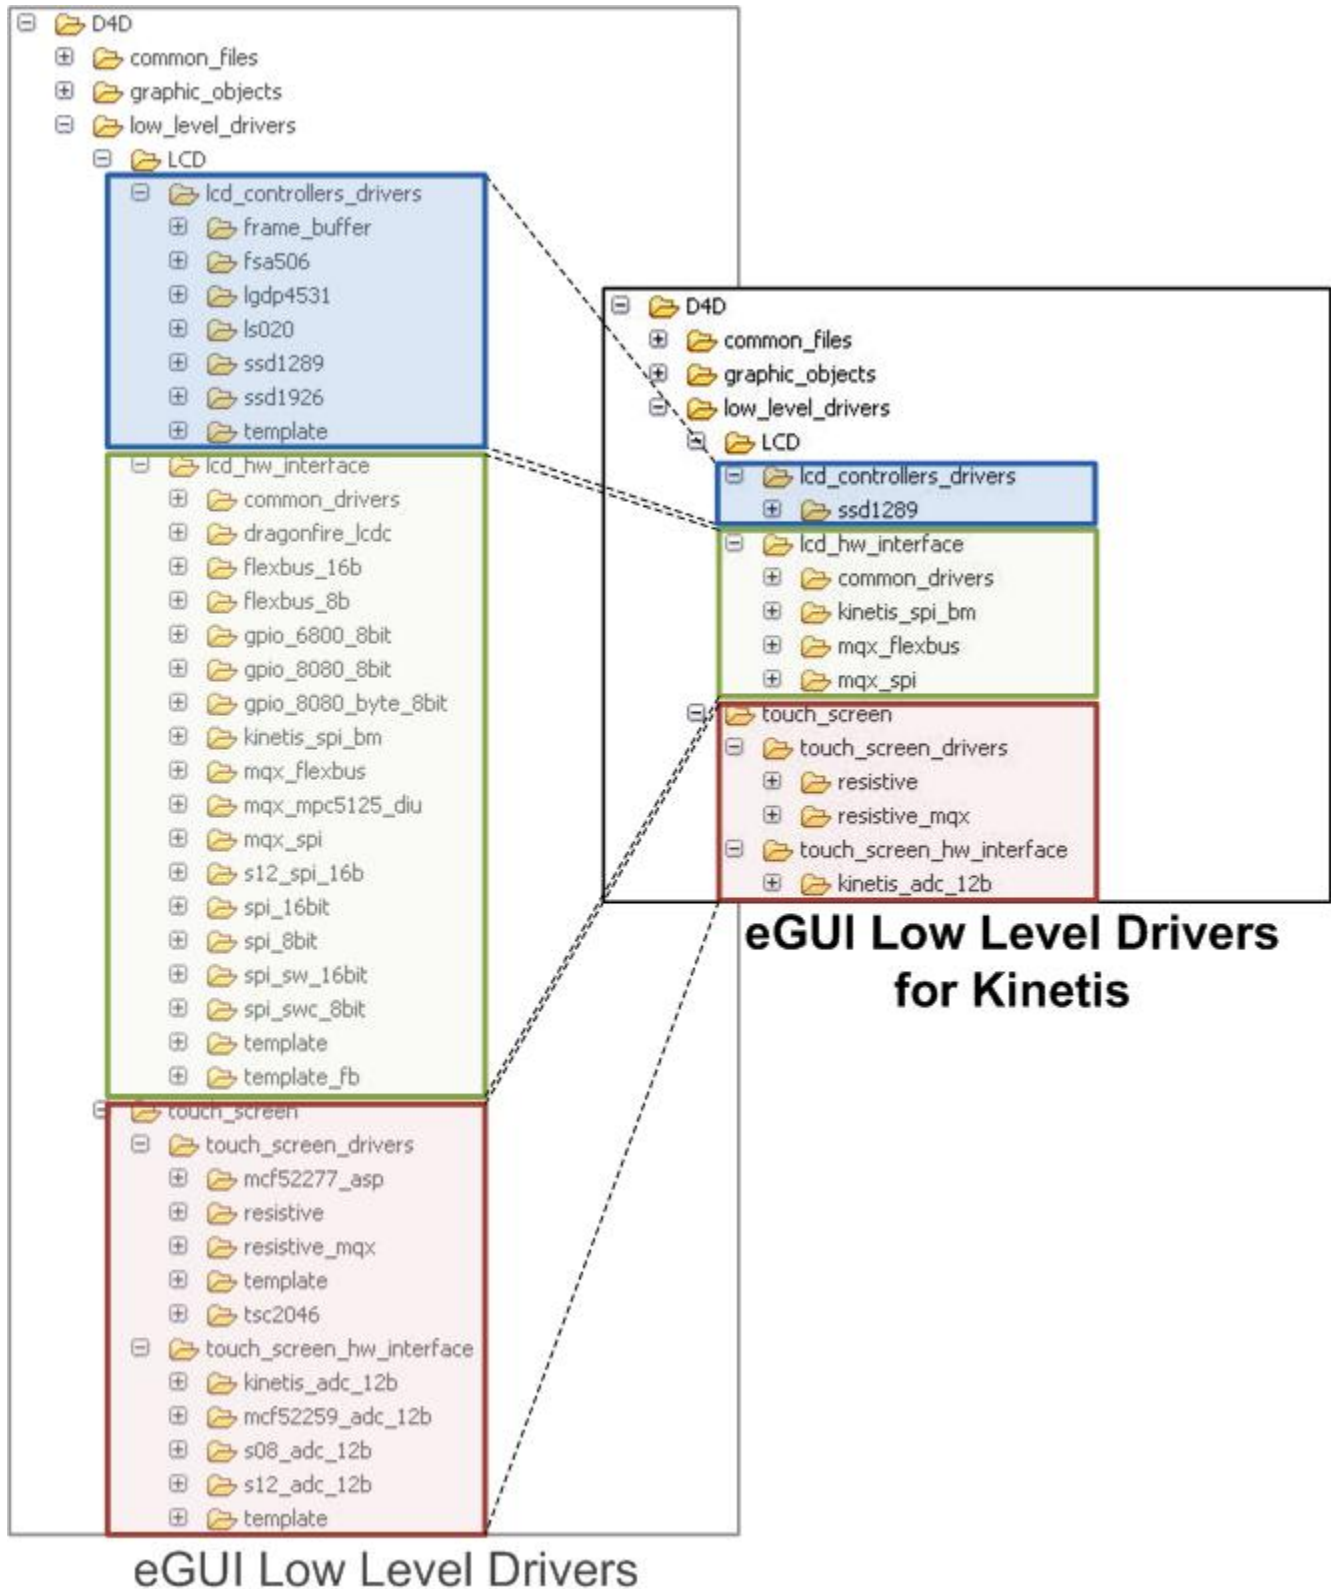 D4D
common_files
graphic_objects
low_level_drivers
LCD
lcd_controllers_drivers
frame_buffer
fsa506
lgdp4531
ls020
ssd1289
ssd1926
template
lcd_hw_interface
common_drivers
dragonfire_lcdc
flexbus_16b
flexbus_8b
gpio_6800_8bit
gpio_8080_8bit
gpio_8080_byte_8bit
kinetis_spi_bm
mqx_flexbus
mqx_mpc5125_diu
mqx_spi
s12_spi_16b
spi_16bit
spi_8bit
spi_sw_16bit
spi_swc_8bit
template
template_fb
touch_screen
touch_screen_drivers
mcf52277_asp
resistive
resistive_mqx
template
tsc2046
touch_screen_hw_interface
kinetis_adc_12b
mcf52259_adc_12b
s08_adc_12b
s12_adc_12b
template
eGUI Low Level Drivers
D4D
common_files
graphic_objects
low_level_drivers
LCD
lcd_controllers_drivers
ssd1289
lcd_hw_interface
common_drivers
kinetis_spi_bm
mqx_flexbus
mqx_spi
touch_screen
touch_screen_drivers
resistive
resistive_mqx
touch_screen_hw_interface
kinetis_adc_12b
eGUI Low Level Drivers
for Kinetis